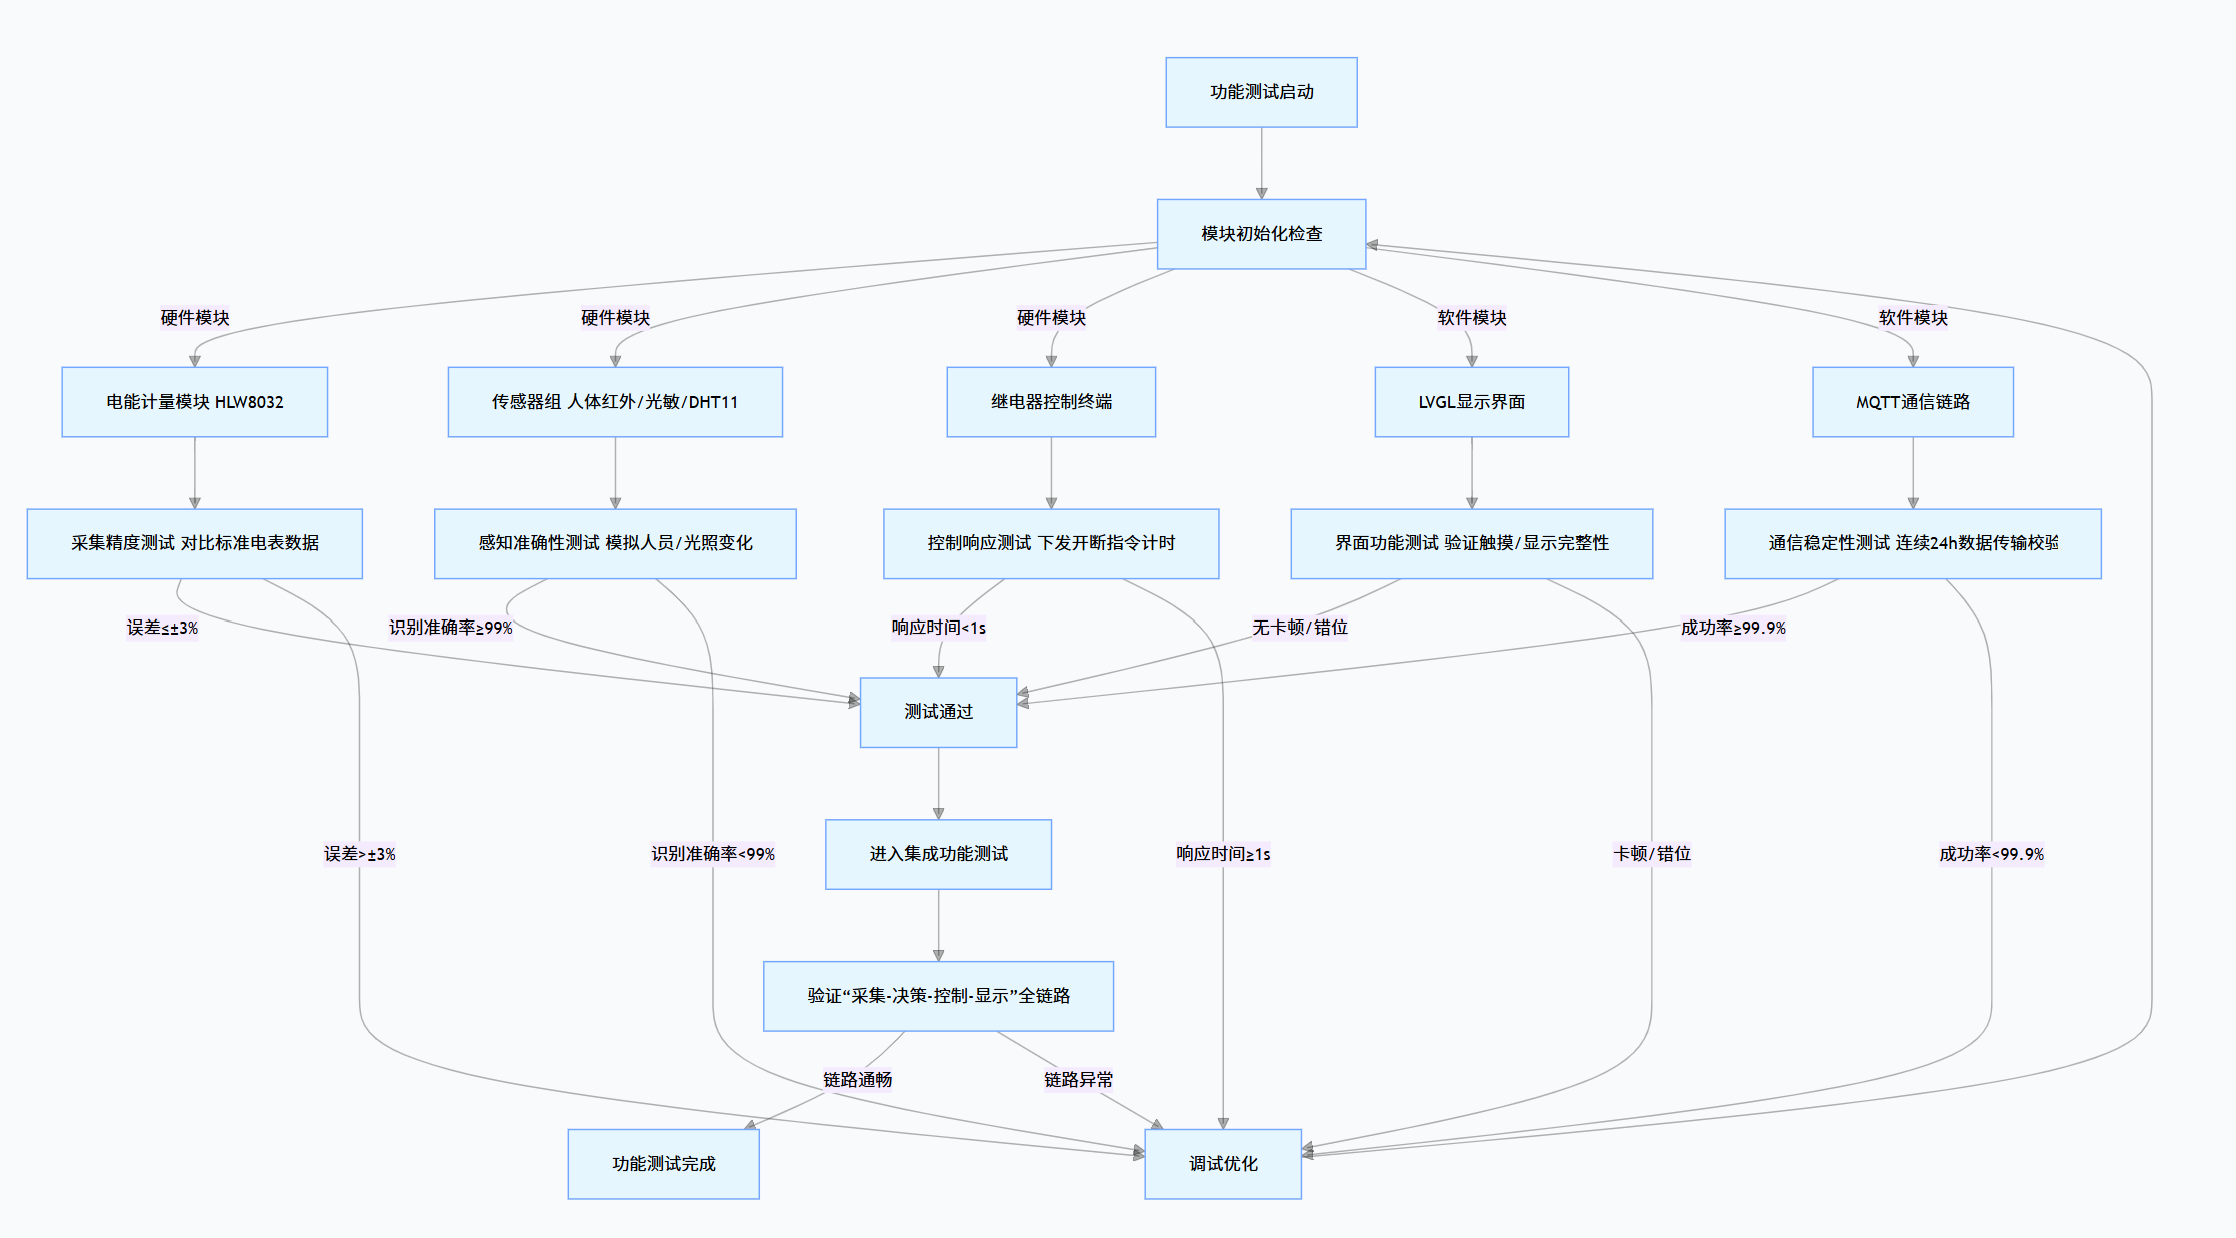 功能测试启动
模块初始化检查
硬件模块
硬件模块
硬件模块
软件模块
软件模块
电能计量模块 HLW8032
传感器组 人体红外/光敏/DHT11
继电器控制终端
LVGL显示界面
MQTT通信链路
采集精度测试 对比标准电表数据
感知准确性测试 模拟人员/光照变化
控制响应测试 下发开断指令计时
界面功能测试 验证触摸/显示完整性
通信稳定性测试 连续24h数据传输校验
误差≤±3%
识别准确率≥99%
响应时间<1s
无卡顿/错位
成功率≥99.9%
测试通过
误差>±3%
识别准确率<99%
进入集成功能测试
响应时间≥1s
卡顿/错位
成功率<99.9%
验证“采集-决策-控制-显示”全链路
链路通畅
链路异常
功能测试完成
调试优化